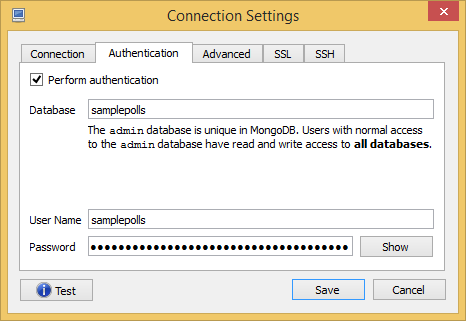 Connection Settings
Connection Authentication Advanced SSL SSH
Perform authentication
Database samplepolls
The admin database is unique in MongoDB. Users with normal access
to the admin database have read and write access to all databases.
User Name samplepolls
Password ●●●●●●●●●●●●●●●●●●●●●●●●●●●●●●●●●●●●● Show
Test Save Cancel